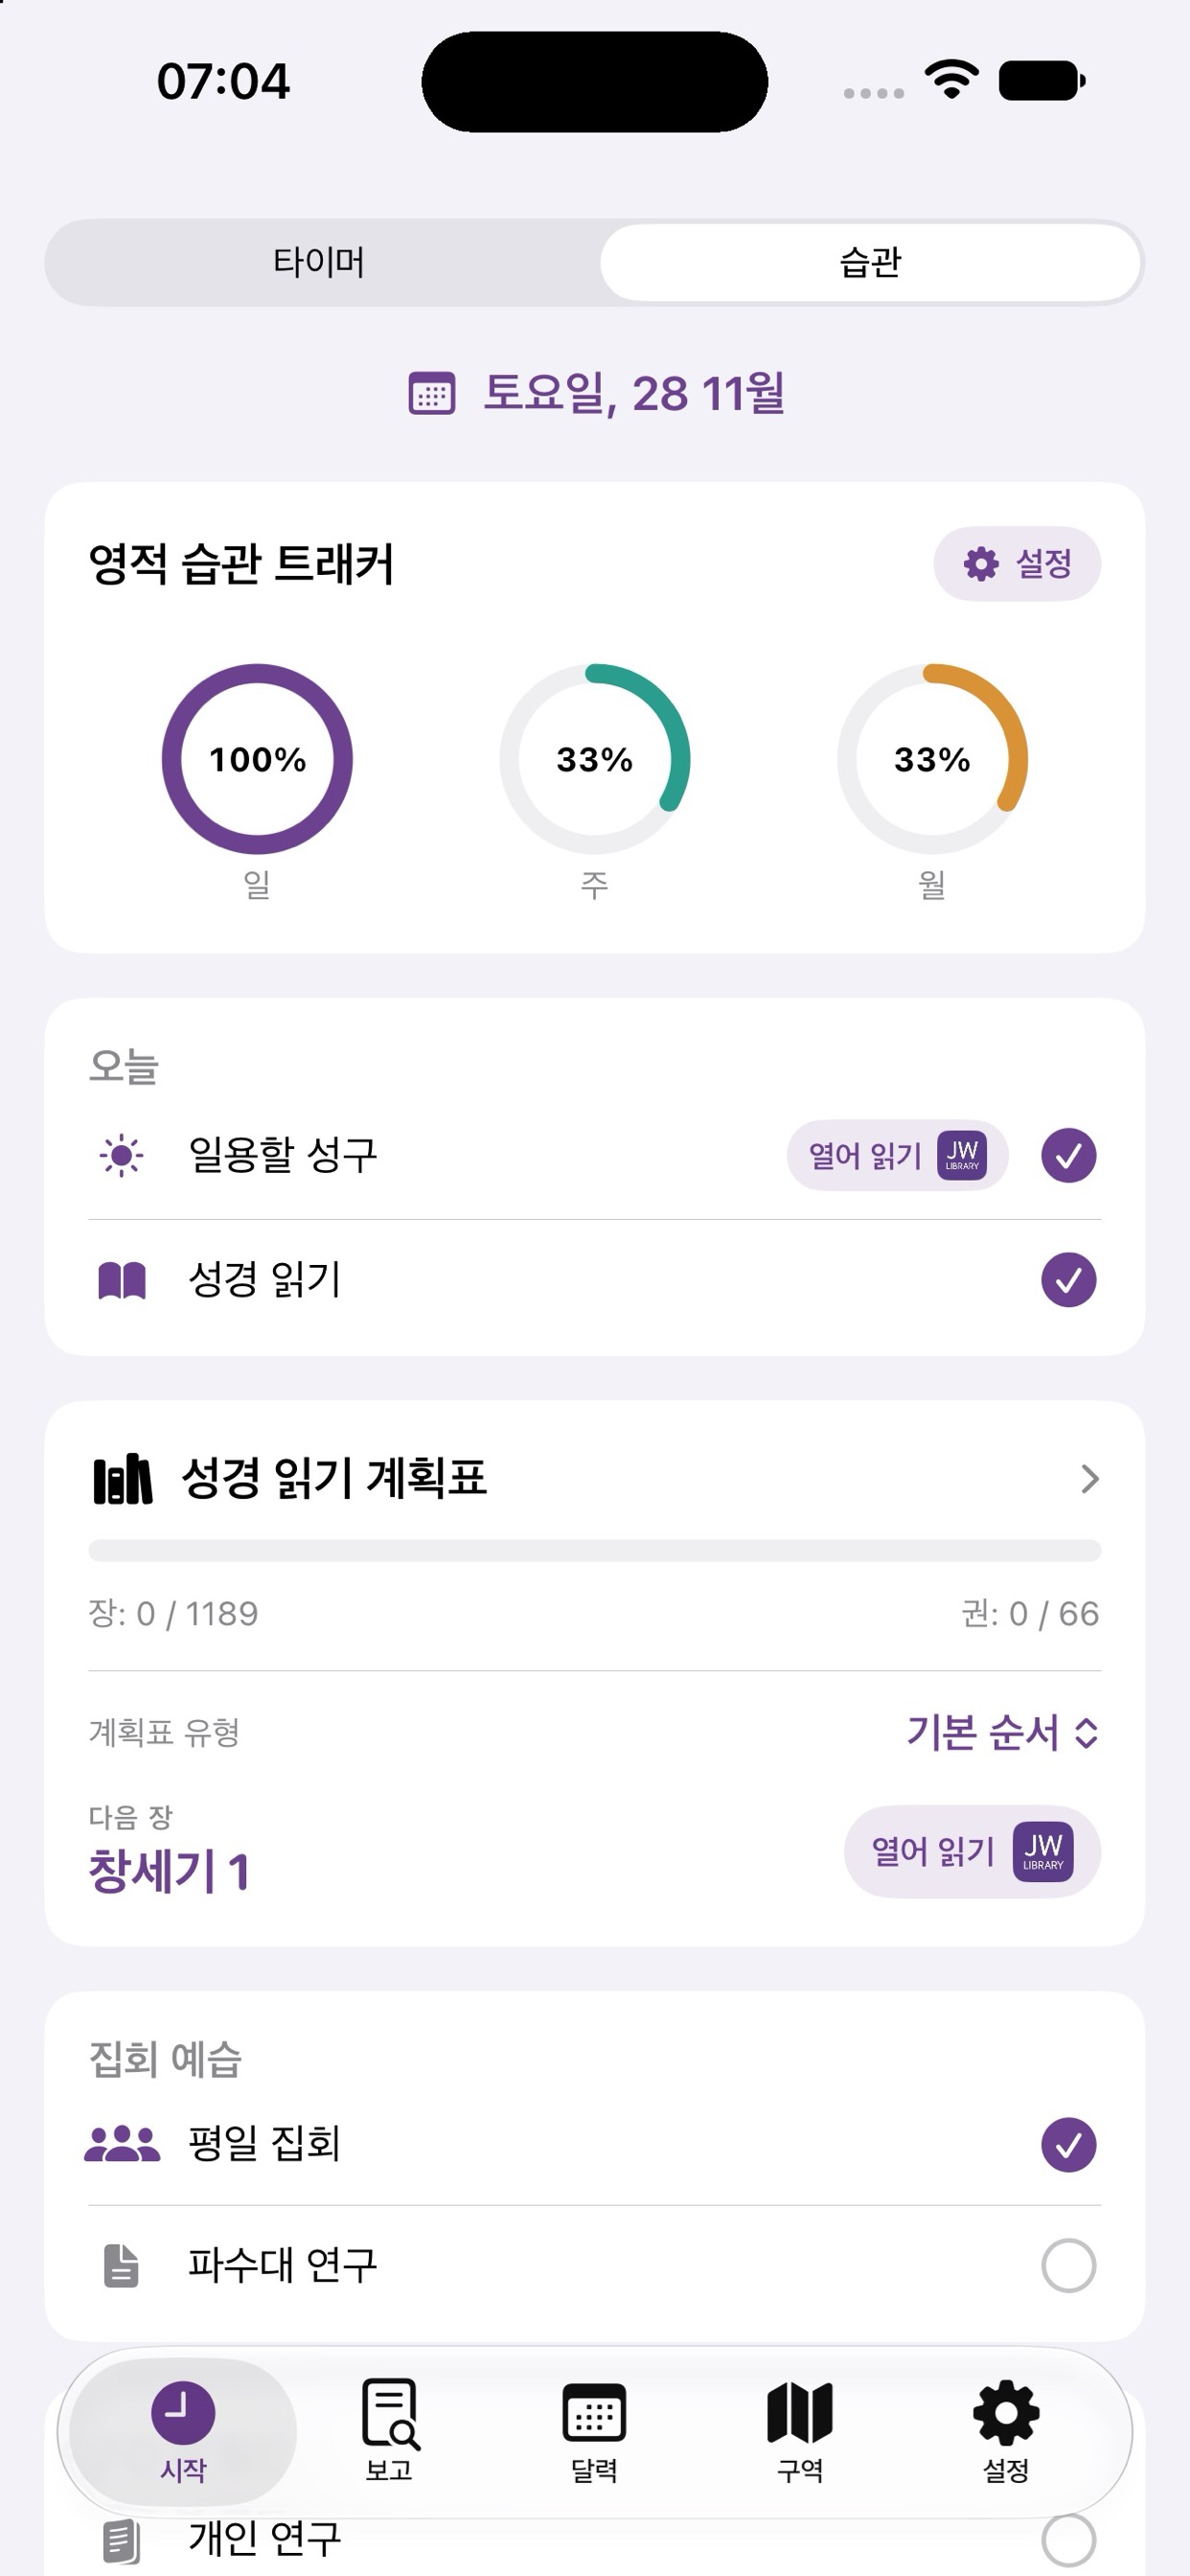 07:04
타이머
습관
토요일, 28 11월
영적 습관 트래커
설정
100%
33%
33%
일
주
월
오늘
일용할 성구
열어 읽기
JW
LIBRARY
성경 읽기
성경 읽기 계획표
장: 0 / 1189
권: 0 / 66
계획표 유형
기본 순서
다음 장
창세기 1
열어 읽기
JW
LIBRARY
집회 예습
평일 집회
파수대 연구
시작
보고
달력
구역
설정
개인 연구